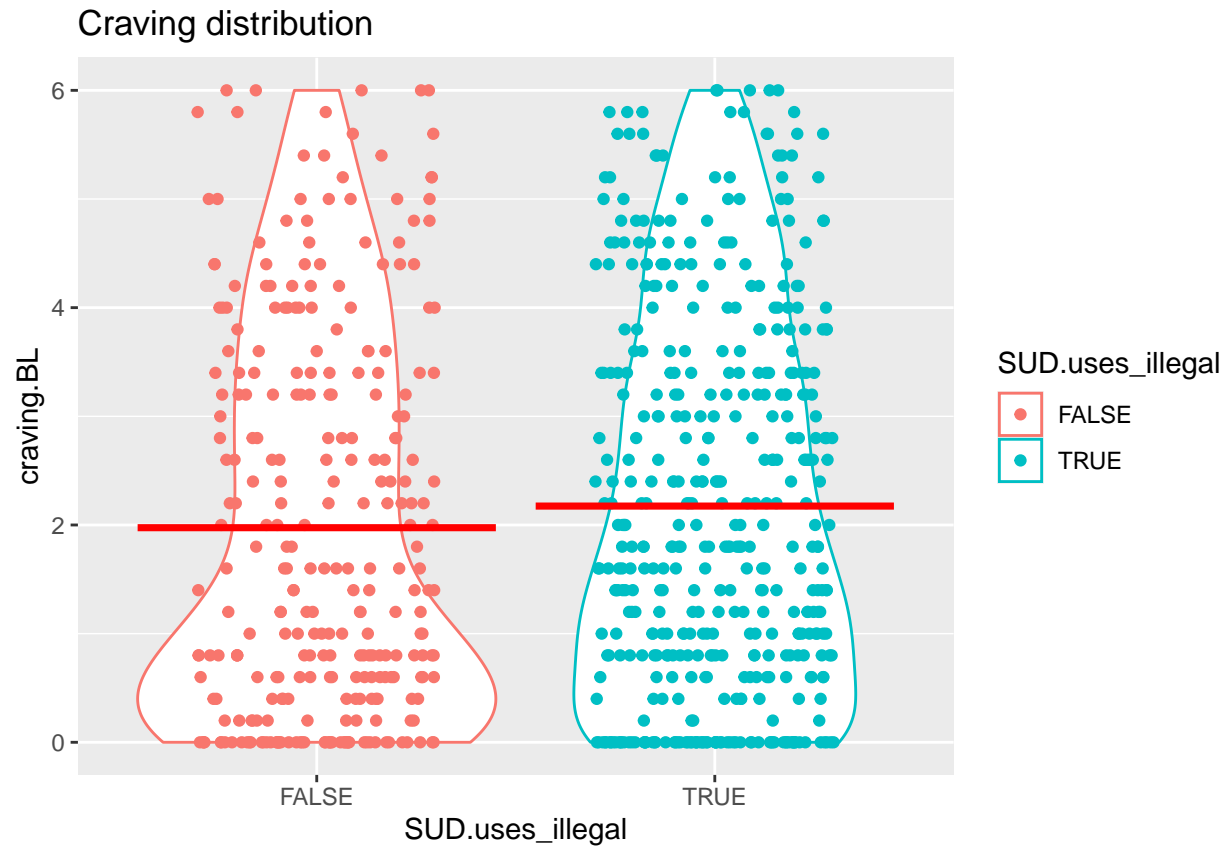 Craving distribution
6
4
2
0
craving.BL
FALSE
TRUE
SUD.uses_illegal
SUD.uses_illegal
FALSE
TRUE